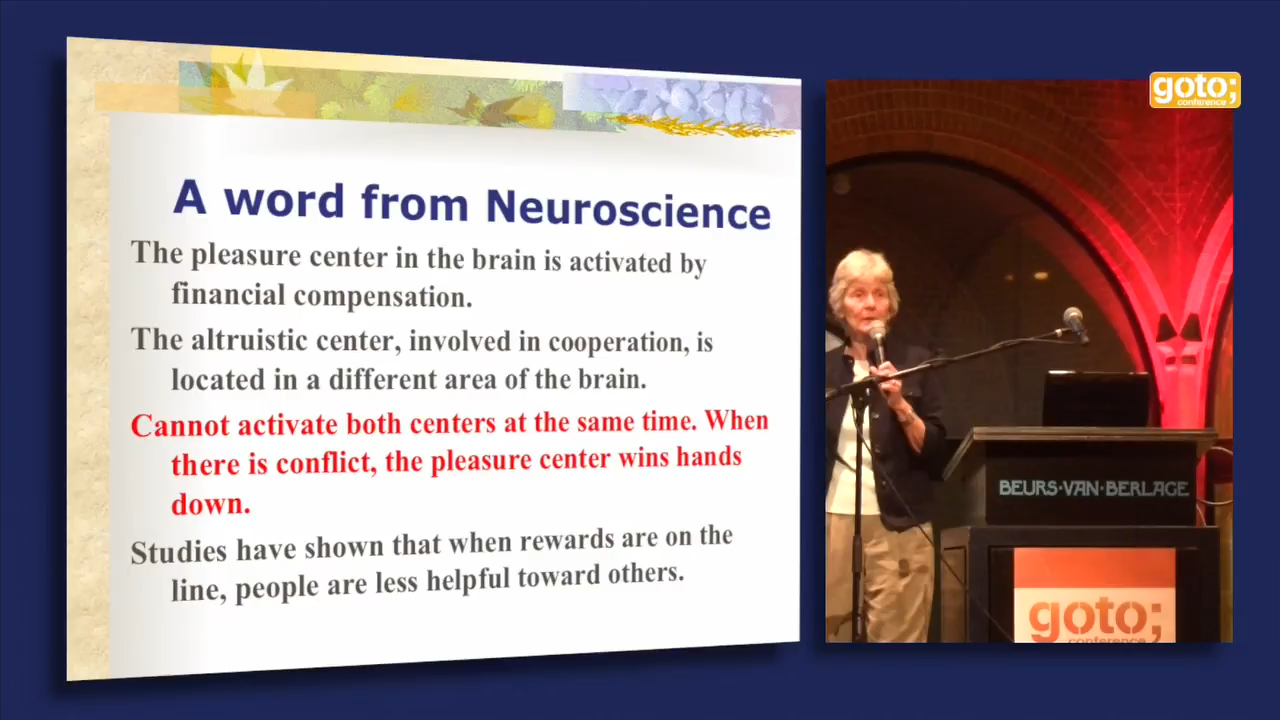 goto;
conference
A word from Neuroscience
The pleasure center in the brain is activated by
financial compensation.
The altruistic center, involved in cooperation, is
located in a different area of the brain.
Cannot activate both centers at the same time. When
there is conflict, the pleasure center wins hands
down.
Studies have shown that when rewards are on the
line, people are less helpful toward others.
BEURS·VAN·BERLAGE
goto;
conference